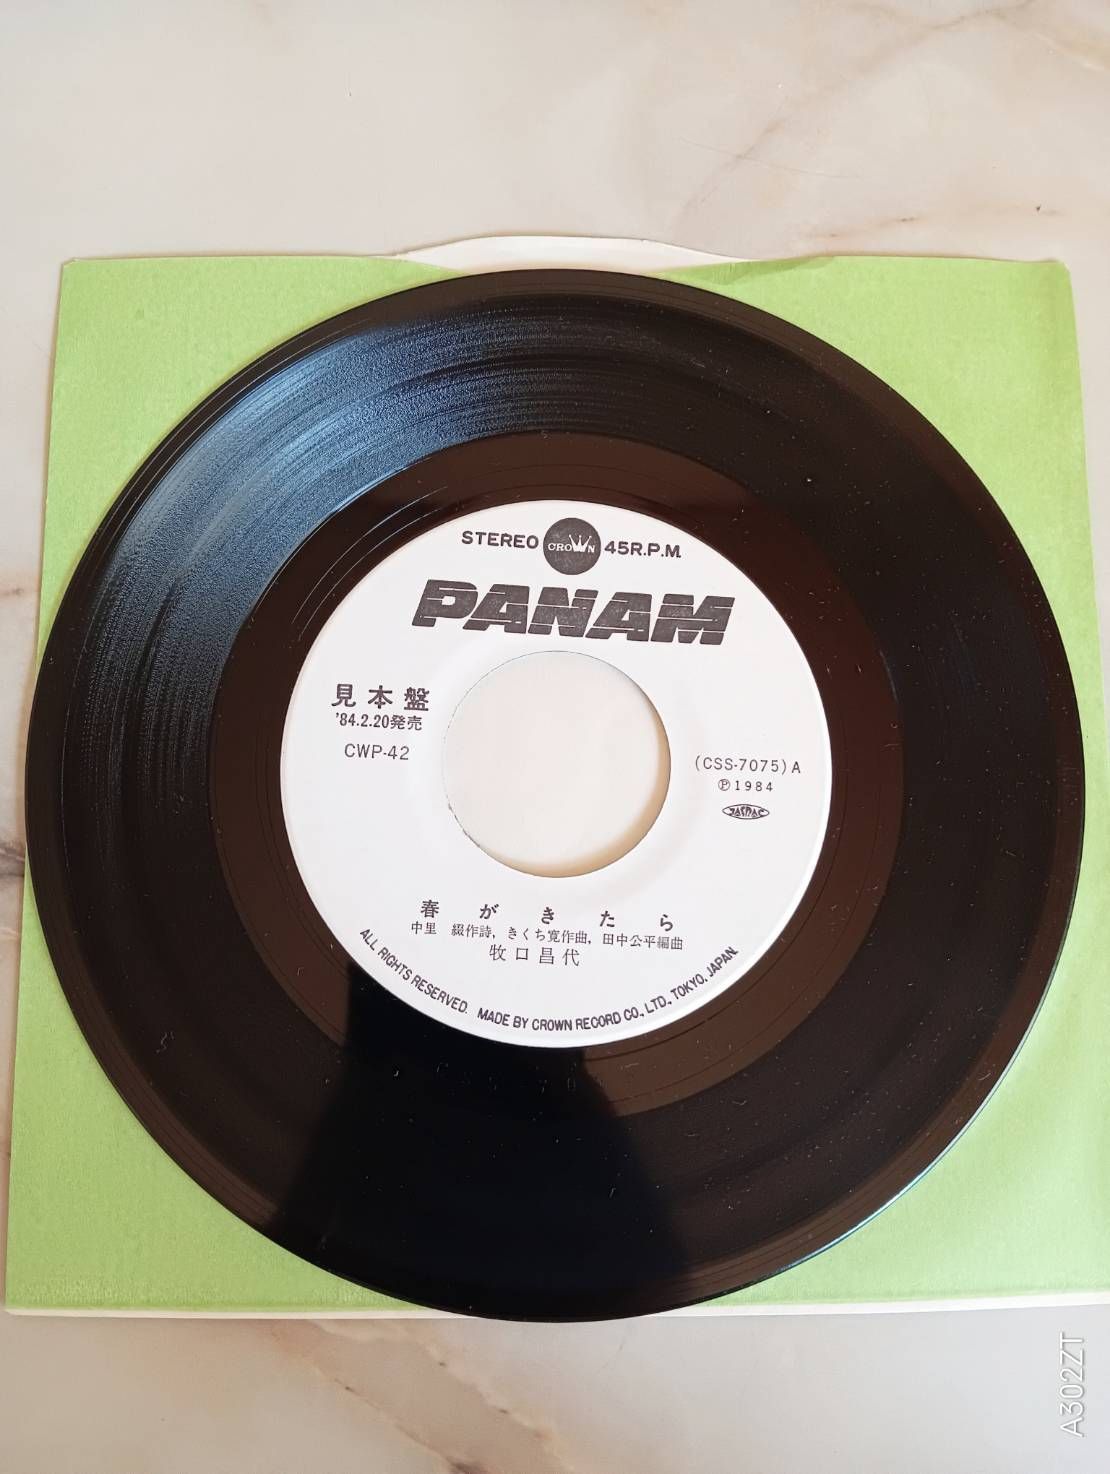 STEREO CROWN 45R.P.M.
PANAM
見本盤
'84.2.20発売
CWP-42
(CSS-7075) A
Ⓟ1984
JASRAC
春がきたら
中里 綴作詩, きくち寛作曲, 田中公平編曲
牧口昌代
ALL RIGHTS RESERVED. MADE BY CROWN RECORD CO., LTD., TOKYO, JAPAN.
A302ZT